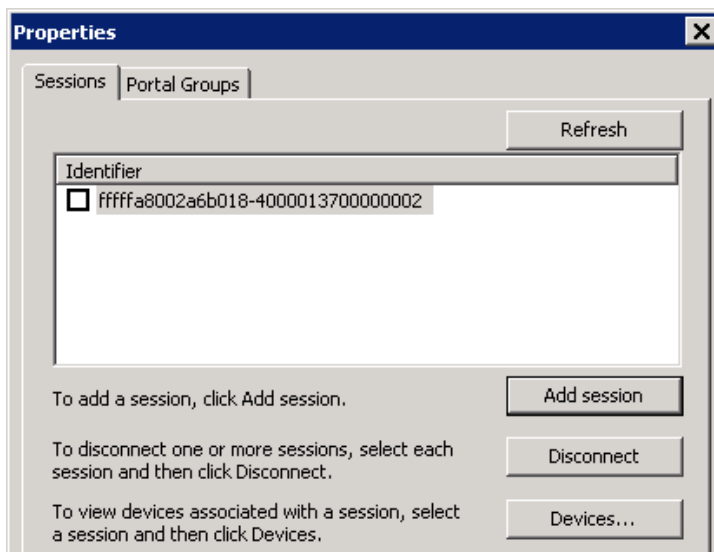 Properties
Sessions
Portal Groups
Refresh
Identifier
fffffa8002a6b018-4000013700000002
To add a session, click Add session.
Add session
To disconnect one or more sessions, select each
session and then click Disconnect.
Disconnect
To view devices associated with a session, select
a session and then click Devices.
Devices...